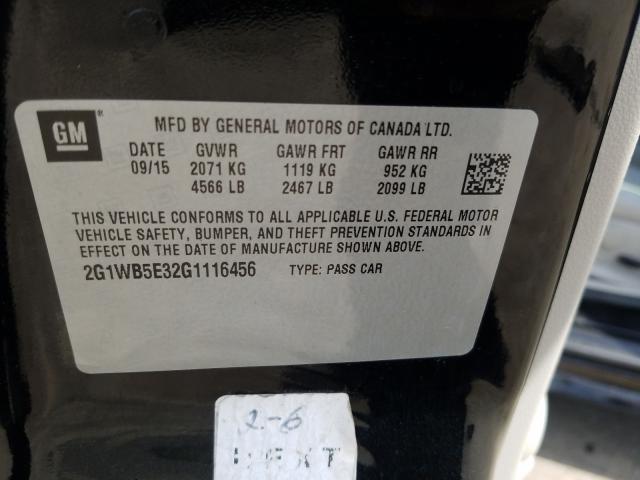 GM®
MFD BY GENERAL MOTORS OF CANADA LTD.
DATE GVWR GAWR FRT GAWR RR
09/15 2071 KG 1119 KG 952 KG
4566 LB 2467 LB 2099 LB
THIS VEHICLE CONFORMS TO ALL APPLICABLE U.S. FEDERAL MOTOR
VEHICLE SAFETY, BUMPER, AND THEFT PREVENTION STANDARDS IN
EFFECT ON THE DATE OF MANUFACTURE SHOWN ABOVE.
2G1WB5E32G1116456 TYPE: PASS CAR
2-6